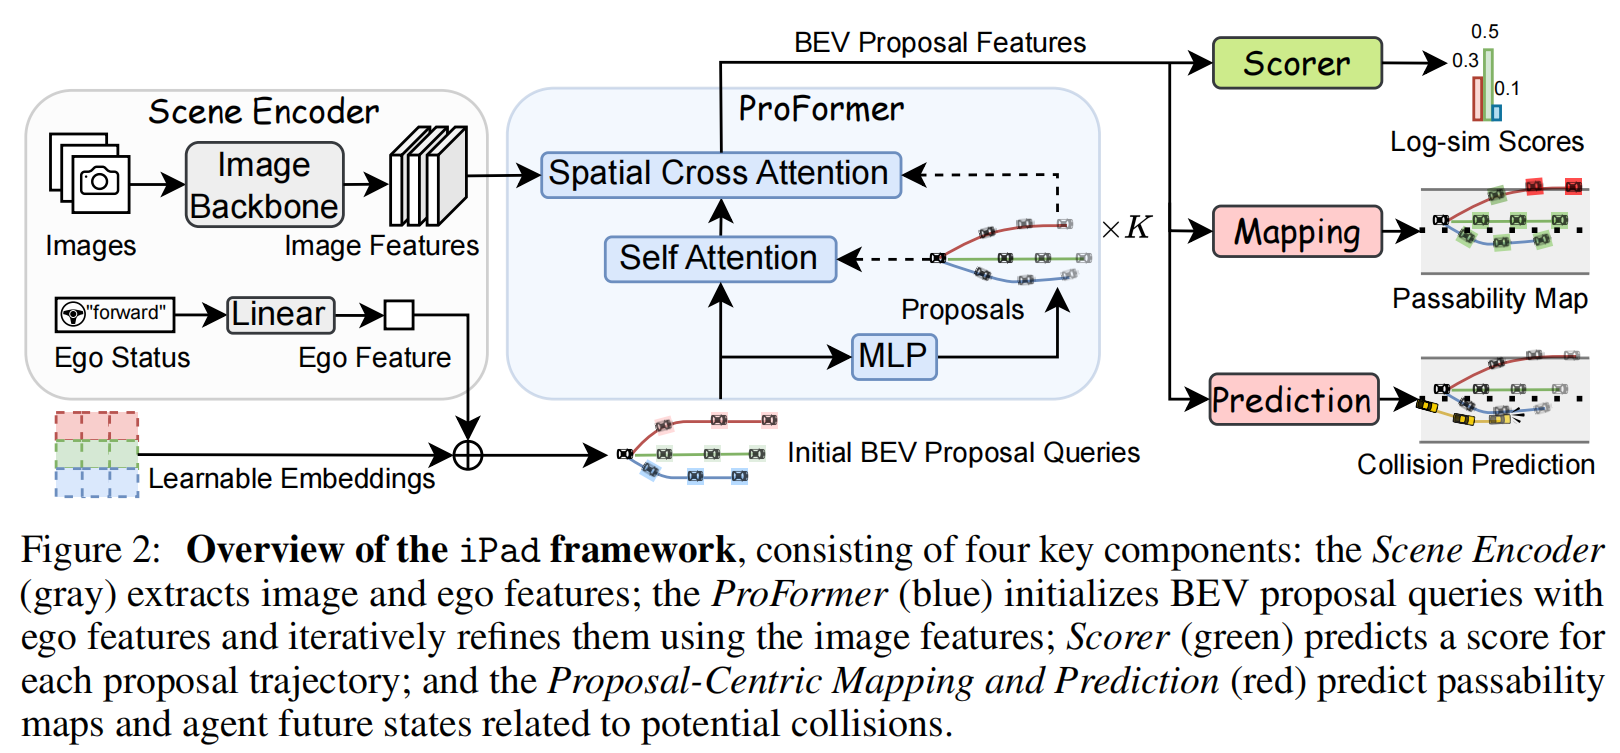 BEV Proposal Features
Scorer
0.5
0.3
0.1
Log-sim Scores
Scene Encoder
ProFormer
Image
Backbone
Images
Image Features
Spatial Cross Attention
Self Attention
×K
Proposals
MLP
Mapping
Passability Map
"forward"
Linear
Ego Status
Ego Feature
Prediction
Collision Prediction
Learnable Embeddings
Initial BEV Proposal Queries
Figure 2: Overview of the iPad framework, consisting of four key components: the Scene Encoder
(gray) extracts image and ego features; the ProFormer (blue) initializes BEV proposal queries with
ego features and iteratively refines them using the image features; Scorer (green) predicts a score for
each proposal trajectory; and the Proposal-Centric Mapping and Prediction (red) predict passability
maps and agent future states related to potential collisions.